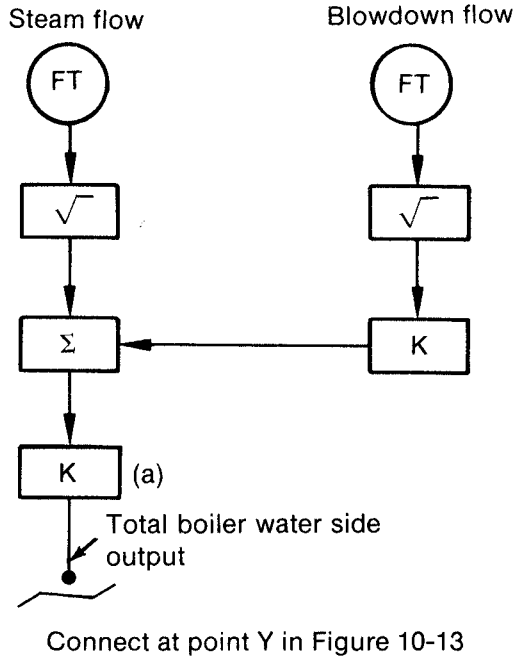 Steam flow
Blowdown flow
FT
FT
√
√
Σ
K
K
(a)
Total boiler water side
output
Connect at point Y in Figure 10-13